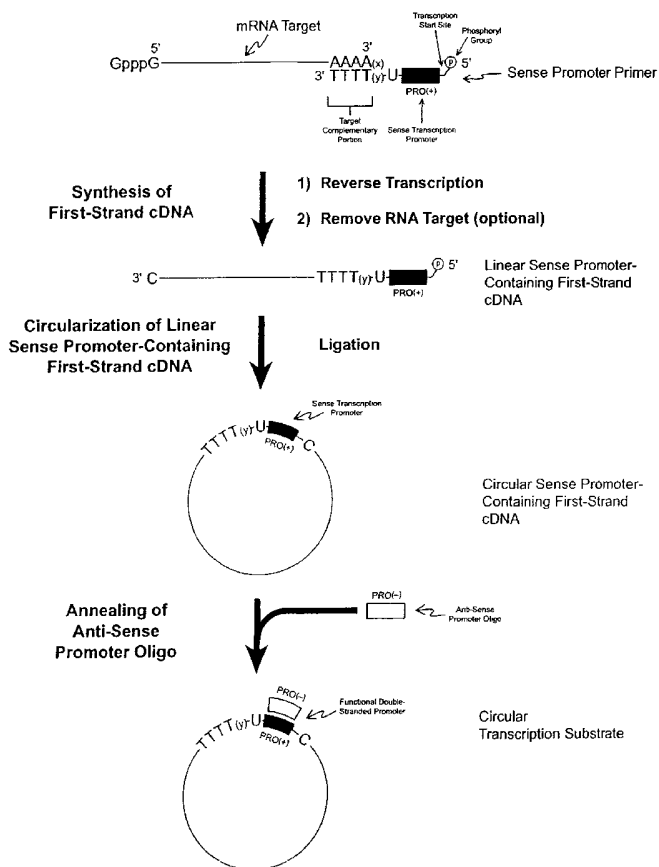 mRNA Target
Transcription
Start Site
Phosphoryl
Group
5'
3'
P 5'
GpppG
AAAA(x)
3' TTTT(y)-U
PRO(+)
Sense Promoter Primer
Target
Complementary
Portion
Sense Transcription
Promoter
Synthesis of
First-Strand cDNA
1) Reverse Transcription
2) Remove RNA Target (optional)
3' C
TTTT(y)-U
PRO(+)
P 5'
Linear Sense Promoter-
Containing First-Strand
cDNA
Circularization of Linear
Sense Promoter-Containing
First-Strand cDNA
Ligation
Sense Transcription
Promoter
TTTT(y)-U
PRO(+)
C
Circular Sense Promoter-
Containing First-Strand
cDNA
Annealing of
Anti-Sense
Promoter Oligo
PRO(-)
Anti-Sense
Promoter Oligo
PRO(-)
Functional Double-
Stranded Promoter
TTTT(y)-U
PRO(+)
C
Circular
Transcription Substrate